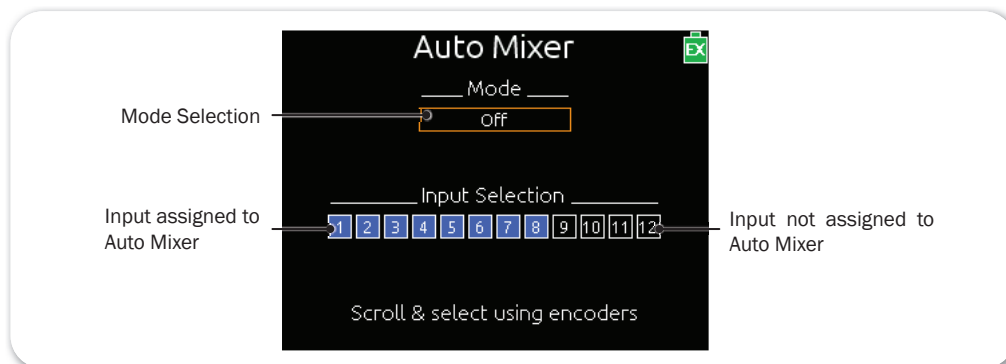 Auto Mixer
EX
Mode
Mode Selection
Off
Input Selection
Input assigned to
Auto Mixer
1 2 3 4 5 6 7 8 9 10 11 12
Input not assigned to
Auto Mixer
Scroll & select using encoders